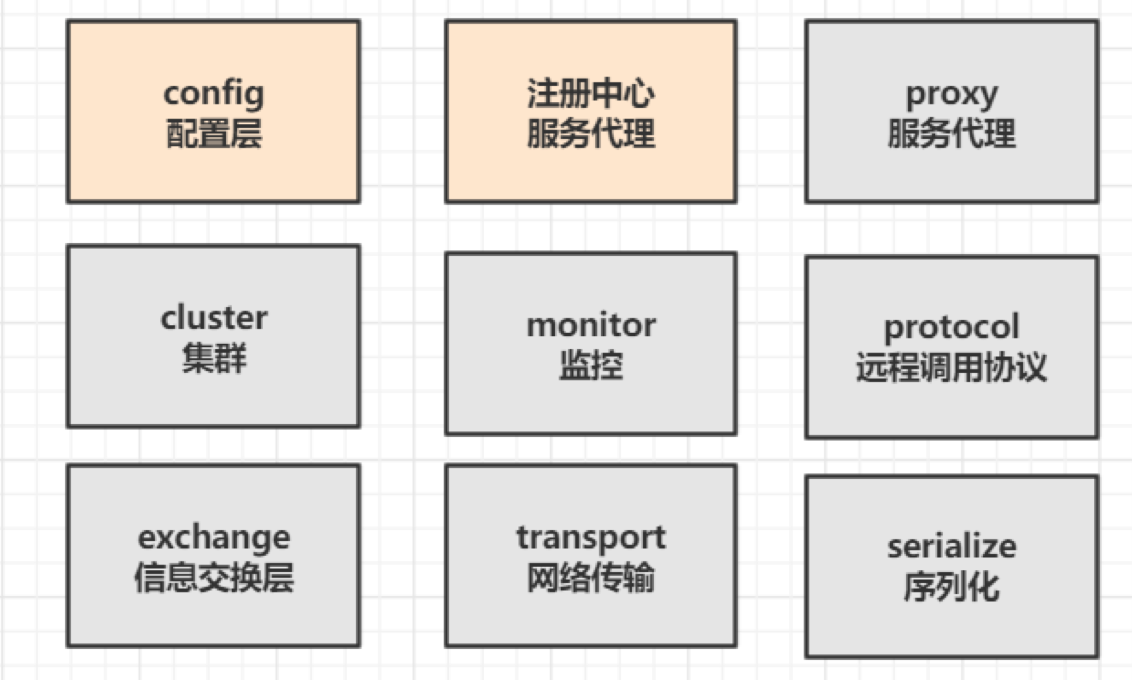 config
配置层
注册中心
服务代理
proxy
服务代理
cluster
集群
monitor
监控
protocol
远程调用协议
exchange
信息交换层
transport
网络传输
serialize
序列化